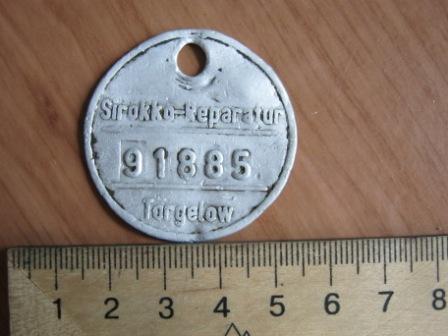 Sirokko-Reparatur
91885
Torgelow
1 2 3 4 5 6 7 8